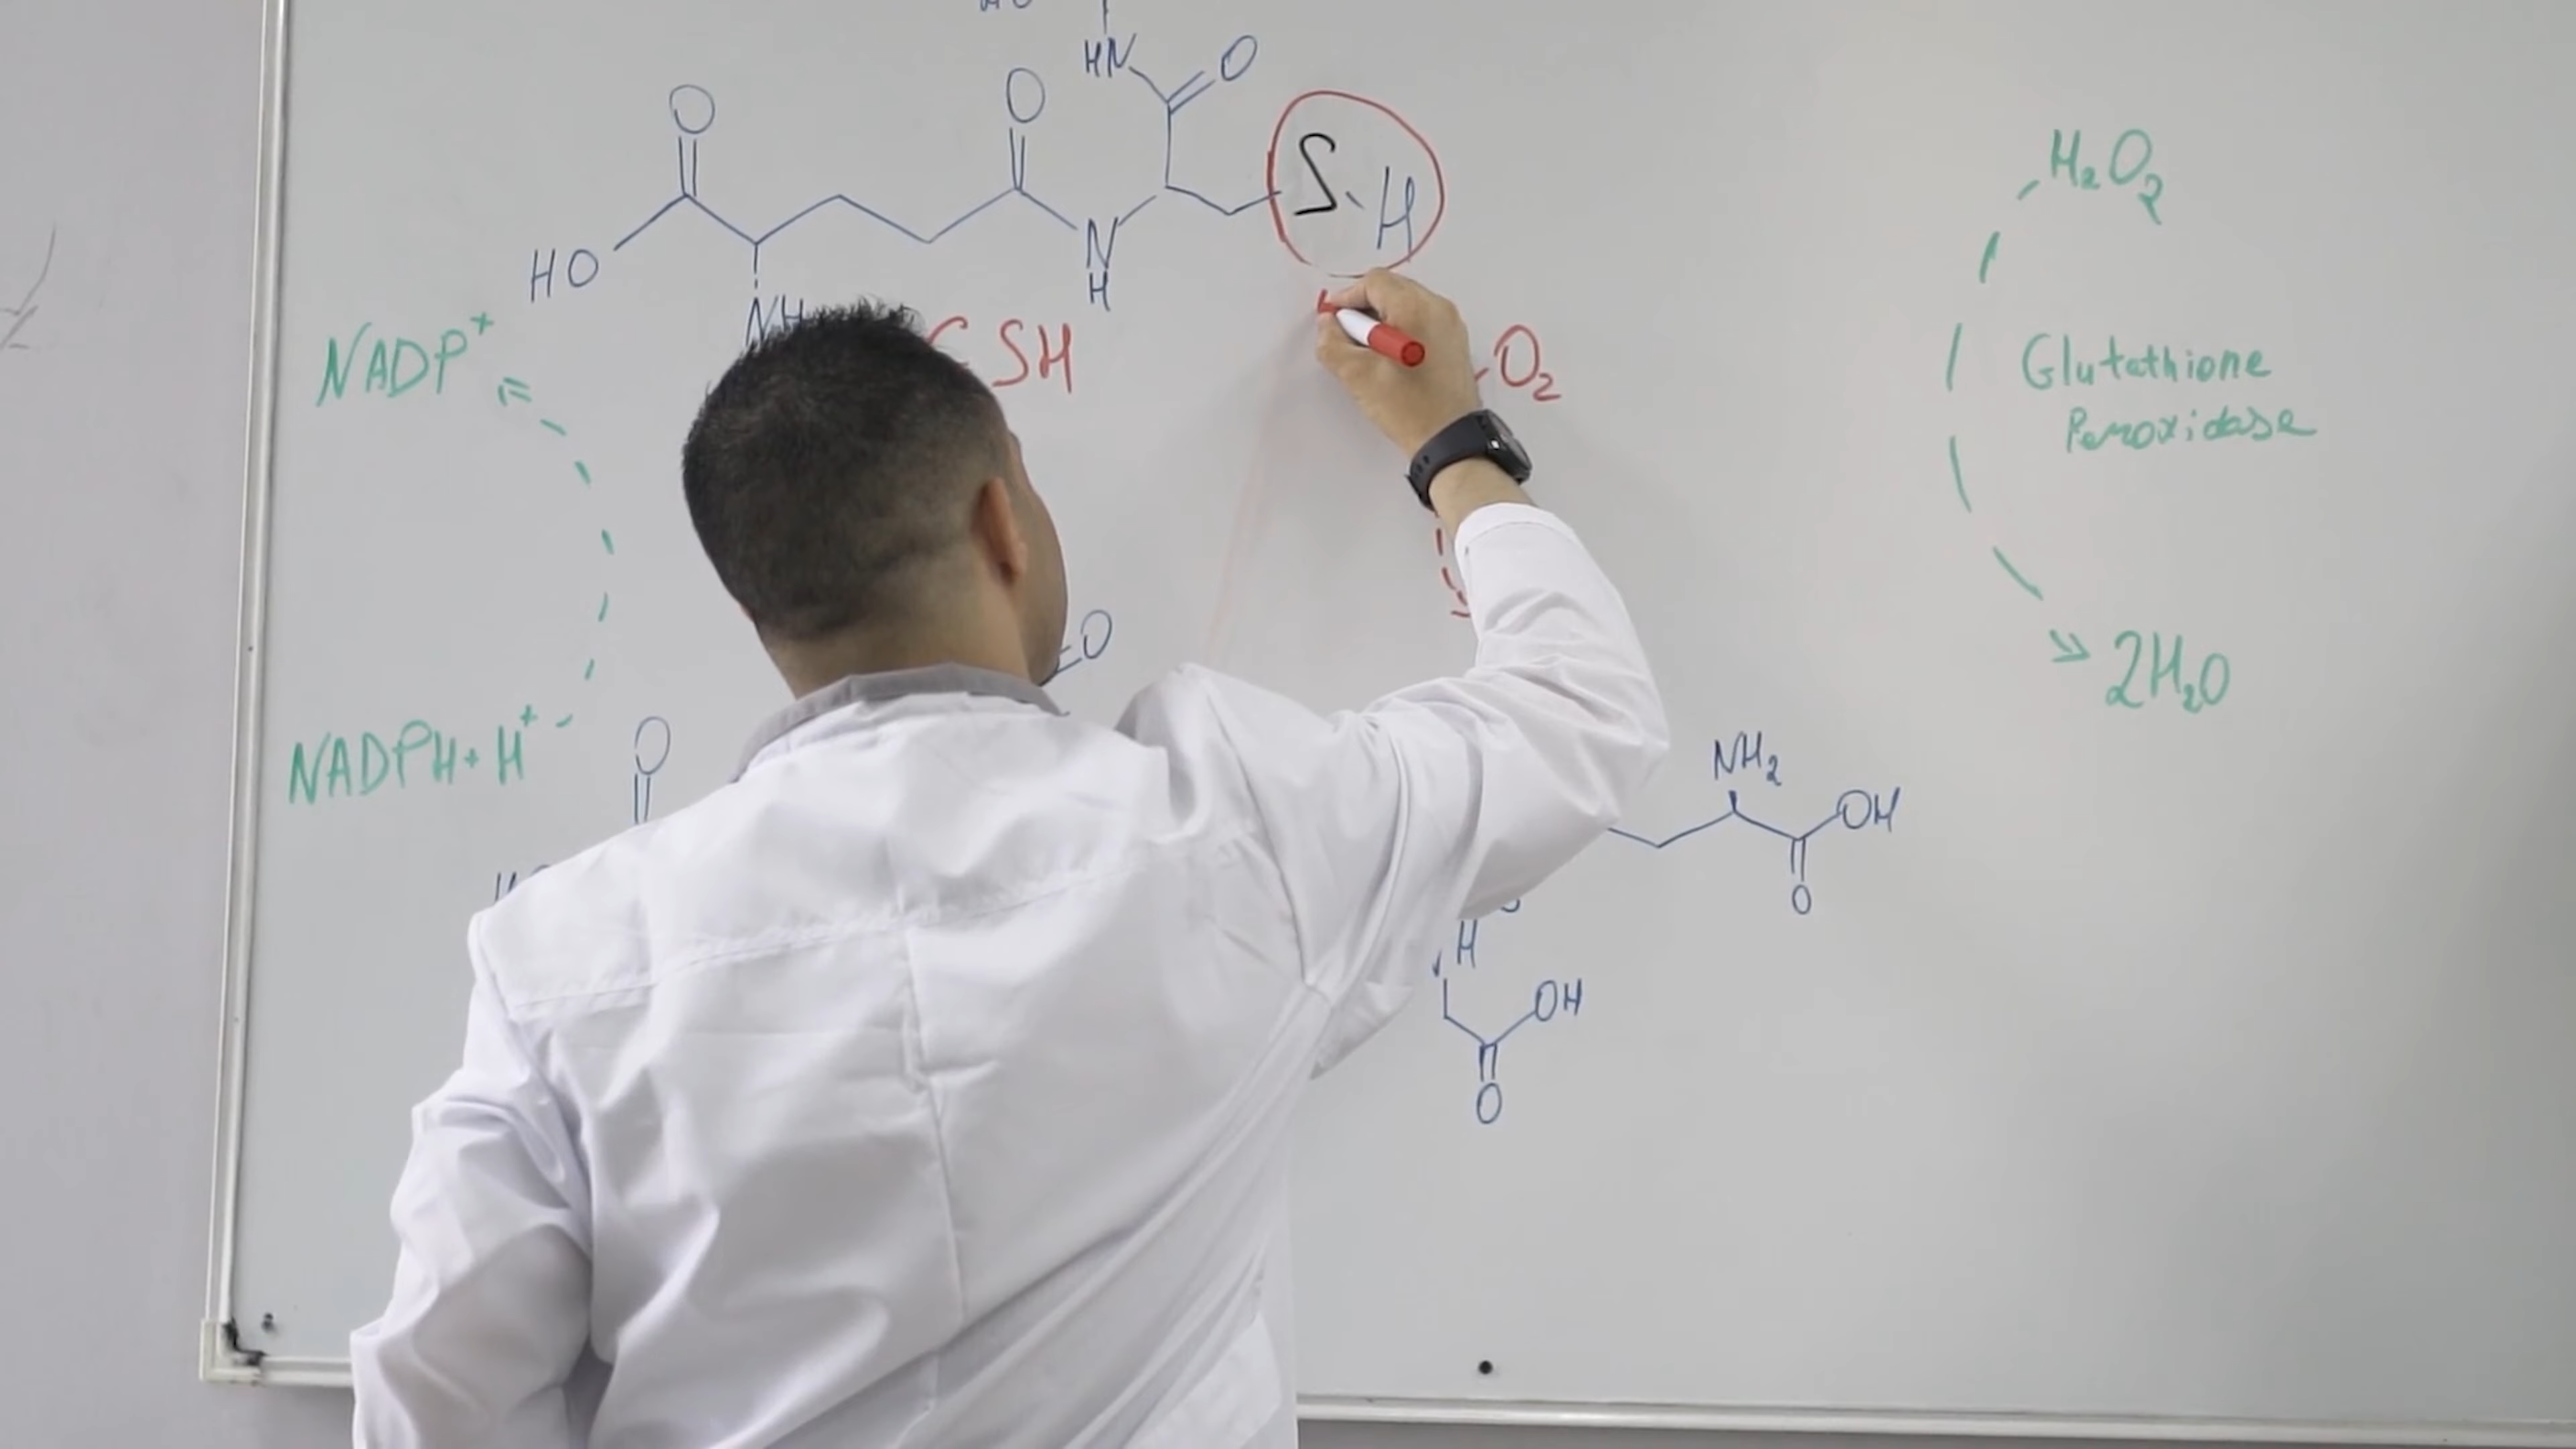 HN
O
O
O
S
H
HO
N
H
NH
GSH
O₂
NADP⁺
NADPH + H⁺
H₂O₂
Glutathione
Peroxidase
2H₂O
O
O
NH₂
OH
O
H
OH
O